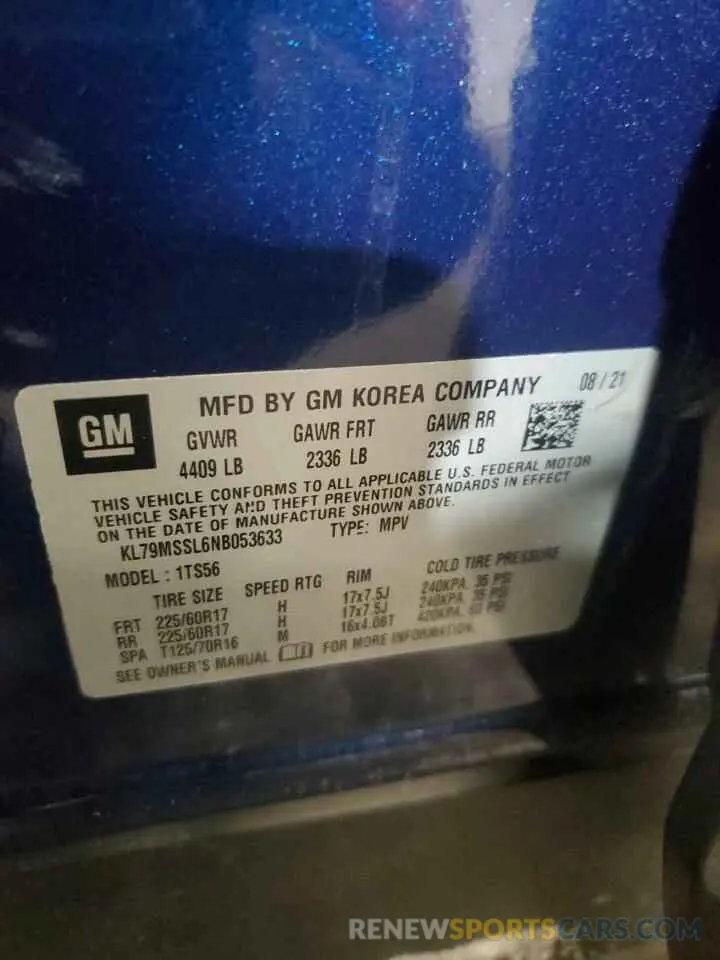 MFD BY GM KOREA COMPANY 08 / 21
GM
GVWR GAWR FRT GAWR RR
4409 LB 2336 LB 2336 LB
THIS VEHICLE CONFORMS TO ALL APPLICABLE U.S. FEDERAL MOTOR
VEHICLE SAFETY AND THEFT PREVENTION STANDARDS IN EFFECT
ON THE DATE OF MANUFACTURE SHOWN ABOVE.
KL79MSSL6NB053633 TYPE: MPV
MODEL : 1TS56
TIRE SIZE SPEED RTG RIM COLD TIRE PRESSURE
FRT 225/60R17 H 17x7.5J 240KPA, 35 PSI
RR 225/60R17 H 17x7.5J 240KPA, 35 PSI
SPA T125/70R16 M 16x4.0BT 420KPA, 60 PSI
SEE OWNER'S MANUAL FOR MORE INFORMATION.
RENEWSPORTSCARS.COM